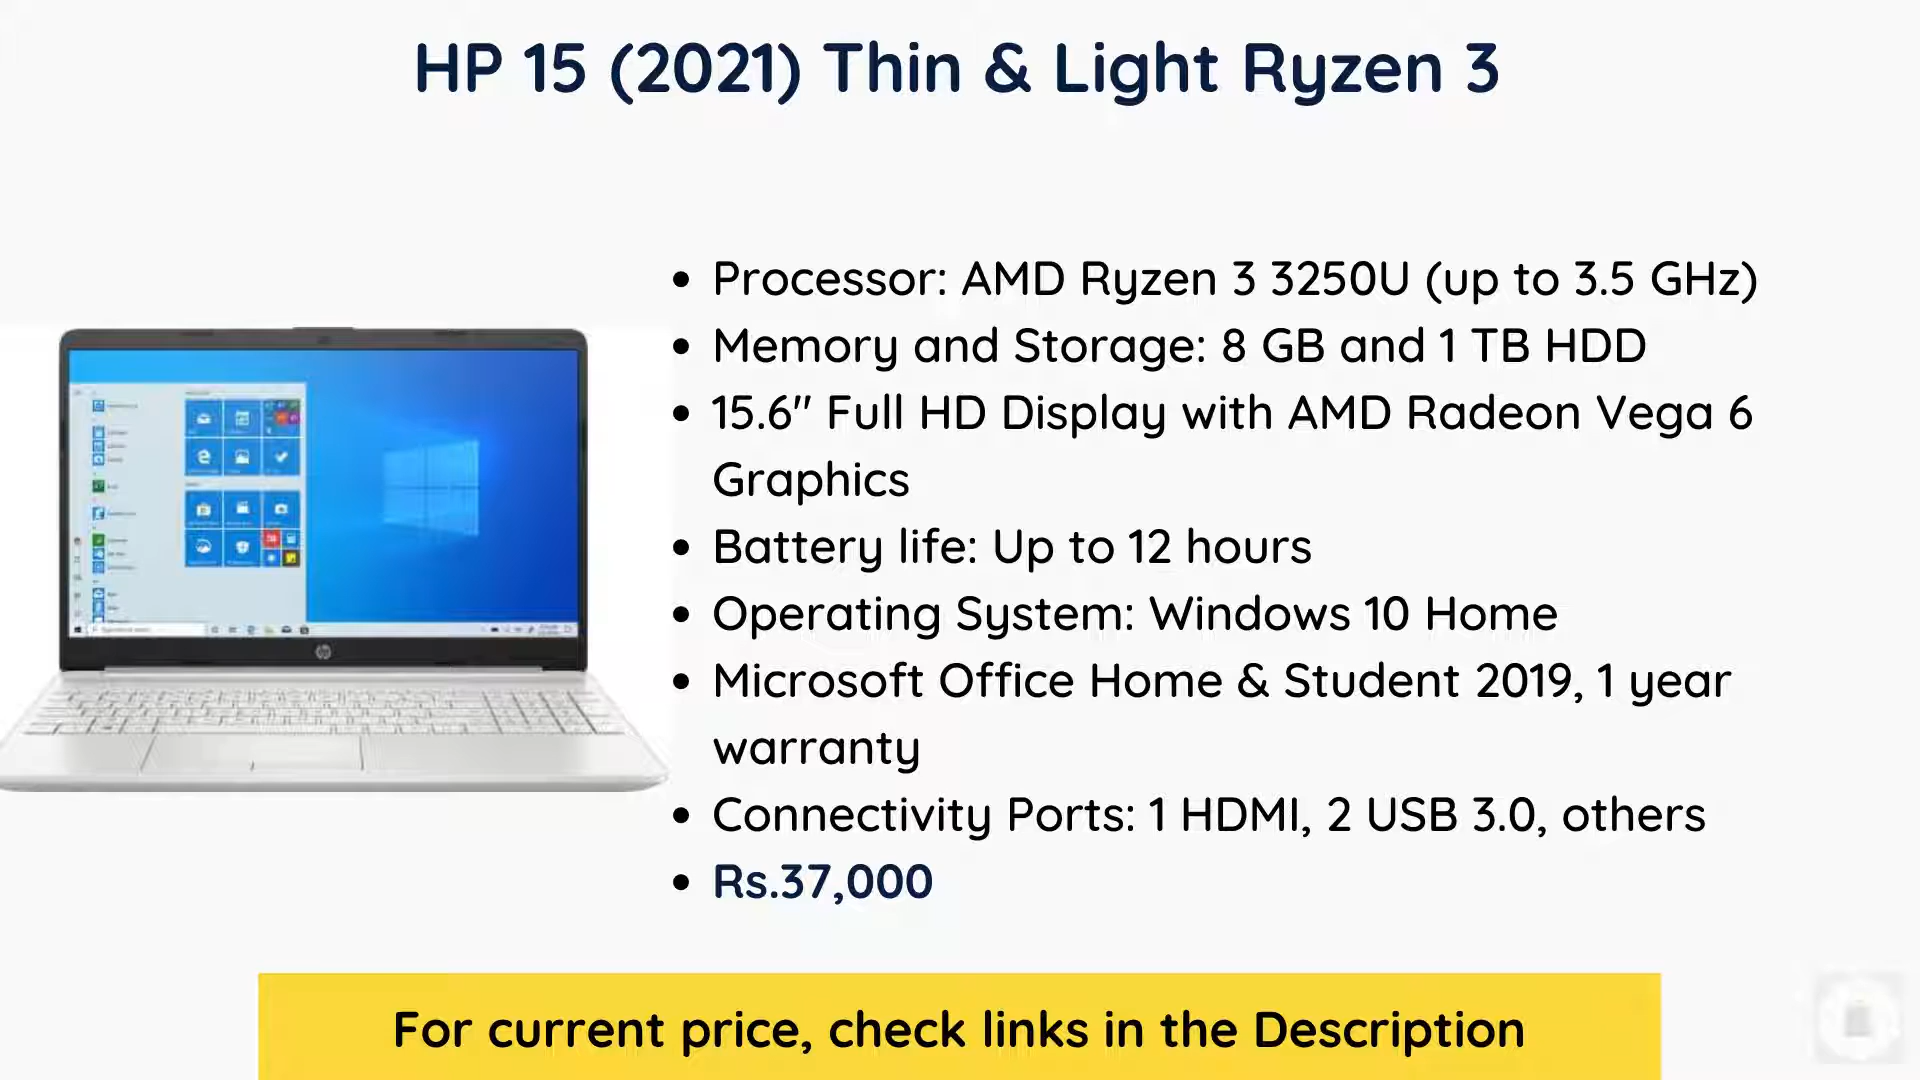 HP 15 (2021) Thin & Light Ryzen 3
• Processor: AMD Ryzen 3 3250U (up to 3.5 GHz)
• Memory and Storage: 8 GB and 1 TB HDD
• 15.6" Full HD Display with AMD Radeon Vega 6
Graphics
• Battery life: Up to 12 hours
• Operating System: Windows 10 Home
• Microsoft Office Home & Student 2019, 1 year
warranty
• Connectivity Ports: 1 HDMI, 2 USB 3.0, others
• Rs.37,000
hp
For current price, check links in the Description